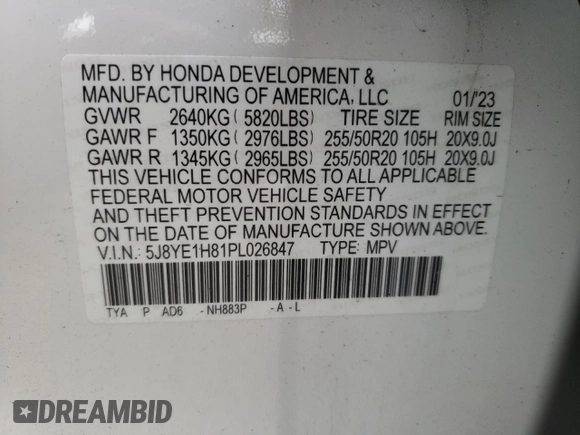 MFD. BY HONDA DEVELOPMENT &
MANUFACTURING OF AMERICA, LLC 01/'23
GVWR 2640KG (5820LBS) TIRE SIZE RIM SIZE
GAWR F 1350KG (2976LBS) 255/50R20 105H 20X9.0J
GAWR R 1345KG (2965LBS) 255/50R20 105H 20X9.0J
THIS VEHICLE CONFORMS TO ALL APPLICABLE
FEDERAL MOTOR VEHICLE SAFETY
AND THEFT PREVENTION STANDARDS IN EFFECT
ON THE DATE OF MANUFACTURE SHOWN ABOVE.
V.I.N.: 5J8YE1H81PL026847 TYPE: MPV
TYA P AD6 -NH883P -A-L
DREAMBID